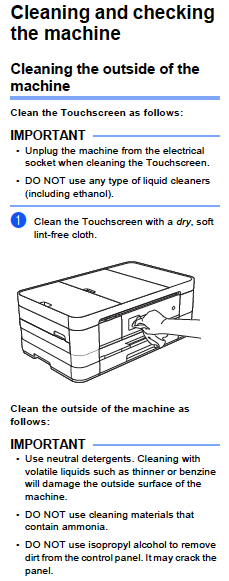 Cleaning and checking
the machine
Cleaning the outside of the
machine
Clean the Touchscreen as follows:
IMPORTANT
• Unplug the machine from the electrical
socket when cleaning the Touchscreen.
• DO NOT use any type of liquid cleaners
(including ethanol).
1 Clean the Touchscreen with a dry, soft
lint-free cloth.
Clean the outside of the machine as
follows:
IMPORTANT
• Use neutral detergents. Cleaning with
volatile liquids such as thinner or benzine
will damage the outside surface of the
machine.
• DO NOT use cleaning materials that
contain ammonia.
• DO NOT use isopropyl alcohol to remove
dirt from the control panel. It may crack the
panel.